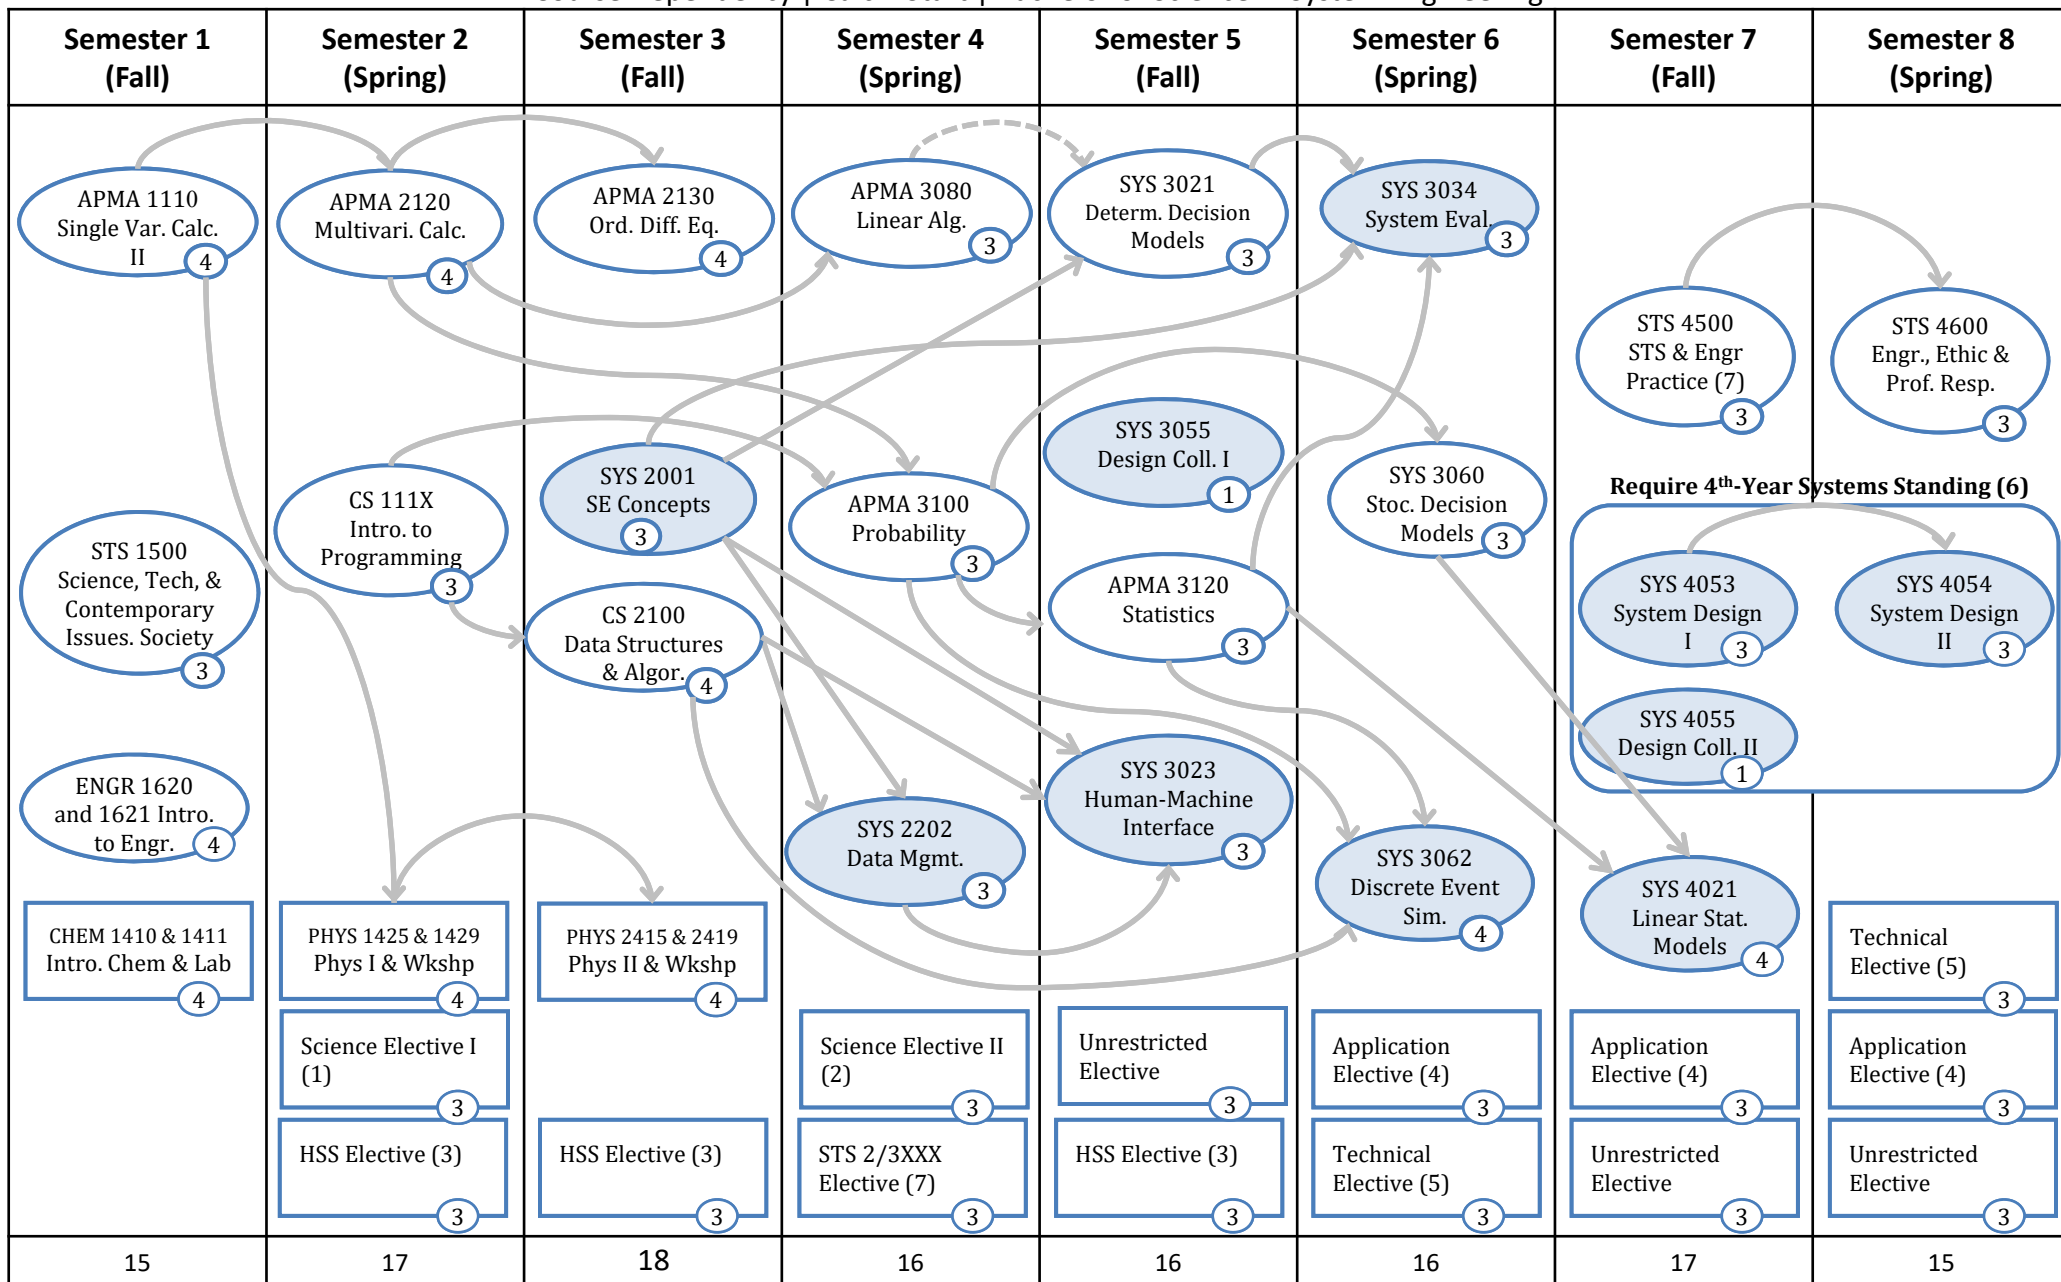 Semester 1
(Fall)
Semester 2
(Spring)
Semester 3
(Fall)
Semester 4
(Spring)
Semester 5
(Fall)
Semester 6
(Spring)
Semester 7
(Fall)
Semester 8
(Spring)
APMA 1110
Single Var. Calc.
II
4
STS 1500
Science, Tech, &
Contemporary
Issues. Society
3
ENGR 1620
and 1621 Intro.
to Engr.
4
CHEM 1410 & 1411
Intro. Chem & Lab
4
15
APMA 2120
Multivari. Calc.
4
CS 111X
Intro. to
Programming
3
PHYS 1425 & 1429
Phys I & Wkshp
4
Science Elective I
(1)
3
HSS Elective (3)
3
17
APMA 2130
Ord. Diff. Eq.
4
SYS 2001
SE Concepts
3
CS 2100
Data Structures
& Algor.
4
PHYS 2415 & 2419
Phys II & Wkshp
4
HSS Elective (3)
3
18
APMA 3080
Linear Alg.
3
APMA 3100
Probability
3
SYS 2202
Data Mgmt.
3
Science Elective II
(2)
3
STS 2/3XXX
Elective (7)
3
16
SYS 3021
Determ. Decision
Models
3
SYS 3055
Design Coll. I
1
APMA 3120
Statistics
3
SYS 3023
Human-Machine
Interface
3
Unrestricted
Elective
3
HSS Elective (3)
3
16
SYS 3034
System Eval.
3
SYS 3060
Stoc. Decision
Models
3
SYS 3062
Discrete Event
Sim.
4
Application
Elective (4)
3
Technical
Elective (5)
3
16
STS 4500
STS & Engr
Practice (7)
3
Require 4th-Year Systems Standing (6)
SYS 4053
System Design
I
3
SYS 4055
Design Coll. II
1
SYS 4021
Linear Stat.
Models
4
Application
Elective (4)
3
Unrestricted
Elective
3
17
STS 4600
Engr., Ethic &
Prof. Resp.
3
SYS 4054
System Design
II
3
Technical
Elective (5)
3
Application
Elective (4)
3
Unrestricted
Elective
3
15